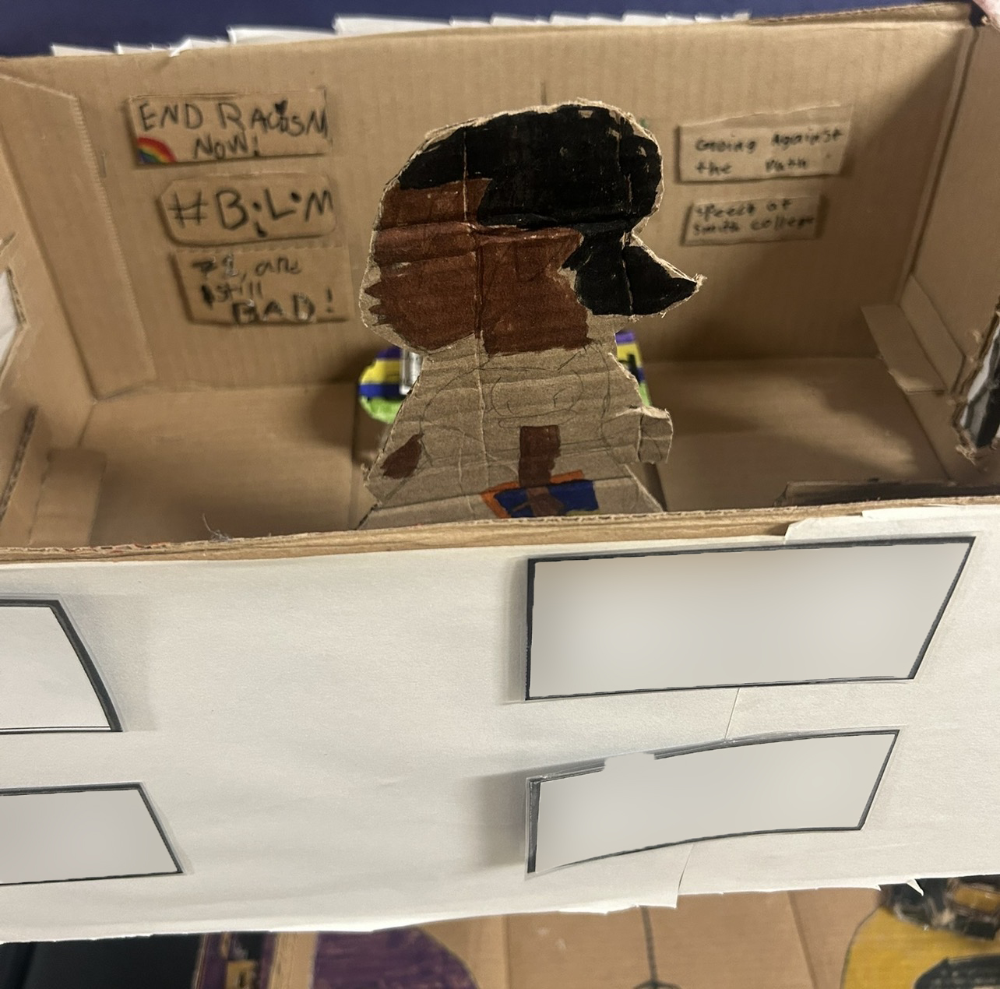 END RACISM
NOW!
#B.L.M
are
still
BAD!
Going Against
the Path
Speech at
Smith college